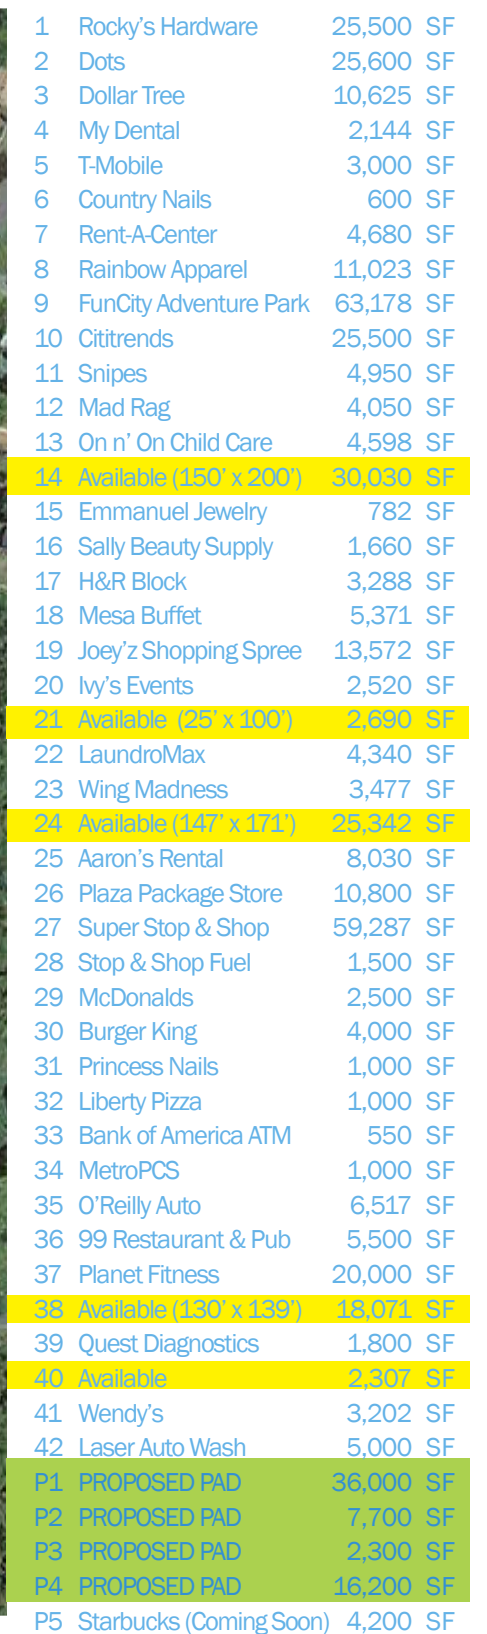 1 Rocky's Hardware 25,500 SF
2 Dots 25,600 SF
3 Dollar Tree 10,625 SF
4 My Dental 2,144 SF
5 T-Mobile 3,000 SF
6 Country Nails 600 SF
7 Rent-A-Center 4,680 SF
8 Rainbow Apparel 11,023 SF
9 FunCity Adventure Park 63,178 SF
10 Cititrends 25,500 SF
11 Snipes 4,950 SF
12 Mad Rag 4,050 SF
13 On n' On Child Care 4,598 SF
14 Available (150' x 200') 30,030 SF
15 Emmanuel Jewelry 782 SF
16 Sally Beauty Supply 1,660 SF
17 H&R Block 3,288 SF
18 Mesa Buffet 5,371 SF
19 Joey'z Shopping Spree 13,572 SF
20 Ivy's Events 2,520 SF
21 Available (25' x 100') 2,690 SF
22 LaundroMax 4,340 SF
23 Wing Madness 3,477 SF
24 Available (147' x 171') 25,342 SF
25 Aaron's Rental 8,030 SF
26 Plaza Package Store 10,800 SF
27 Super Stop & Shop 59,287 SF
28 Stop & Shop Fuel 1,500 SF
29 McDonalds 2,500 SF
30 Burger King 4,000 SF
31 Princess Nails 1,000 SF
32 Liberty Pizza 1,000 SF
33 Bank of America ATM 550 SF
34 MetroPCS 1,000 SF
35 O'Reilly Auto 6,517 SF
36 99 Restaurant & Pub 5,500 SF
37 Planet Fitness 20,000 SF
38 Available (130' x 139') 18,071 SF
39 Quest Diagnostics 1,800 SF
40 Available 2,307 SF
41 Wendy's 3,202 SF
42 Laser Auto Wash 5,000 SF
P1 PROPOSED PAD 36,000 SF
P2 PROPOSED PAD 7,700 SF
P3 PROPOSED PAD 2,300 SF
P4 PROPOSED PAD 16,200 SF
P5 Starbucks (Coming Soon) 4,200 SF